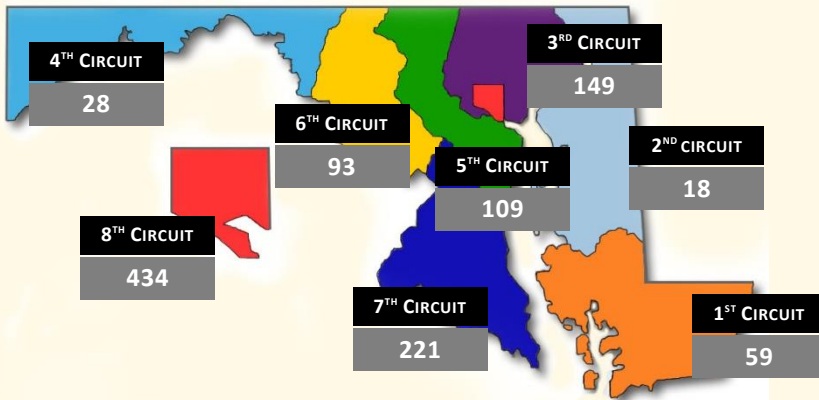 3RD CIRCUIT
149
4TH CIRCUIT
28
6TH CIRCUIT
93
2ND CIRCUIT
18
5TH CIRCUIT
109
8TH CIRCUIT
434
7TH CIRCUIT
221
1ST CIRCUIT
59